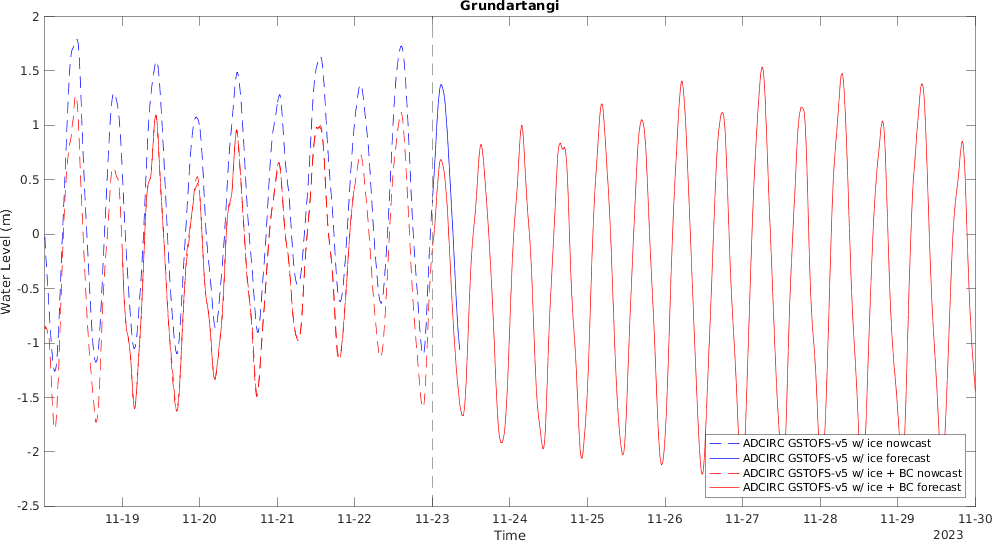 Grundartangi
2
1.5
1
0.5
0
-0.5
-1
-1.5
-2
-2.5
Water Level (m)
ADCIRC GSTOFS-v5 w/ ice nowcast
ADCIRC GSTOFS-v5 w/ ice forecast
ADCIRC GSTOFS-v5 w/ ice + BC nowcast
ADCIRC GSTOFS-v5 w/ ice + BC forecast
11-19 11-20 11-21 11-22 11-23 11-24 11-25 11-26 11-27 11-28 11-29 11-30
Time
2023